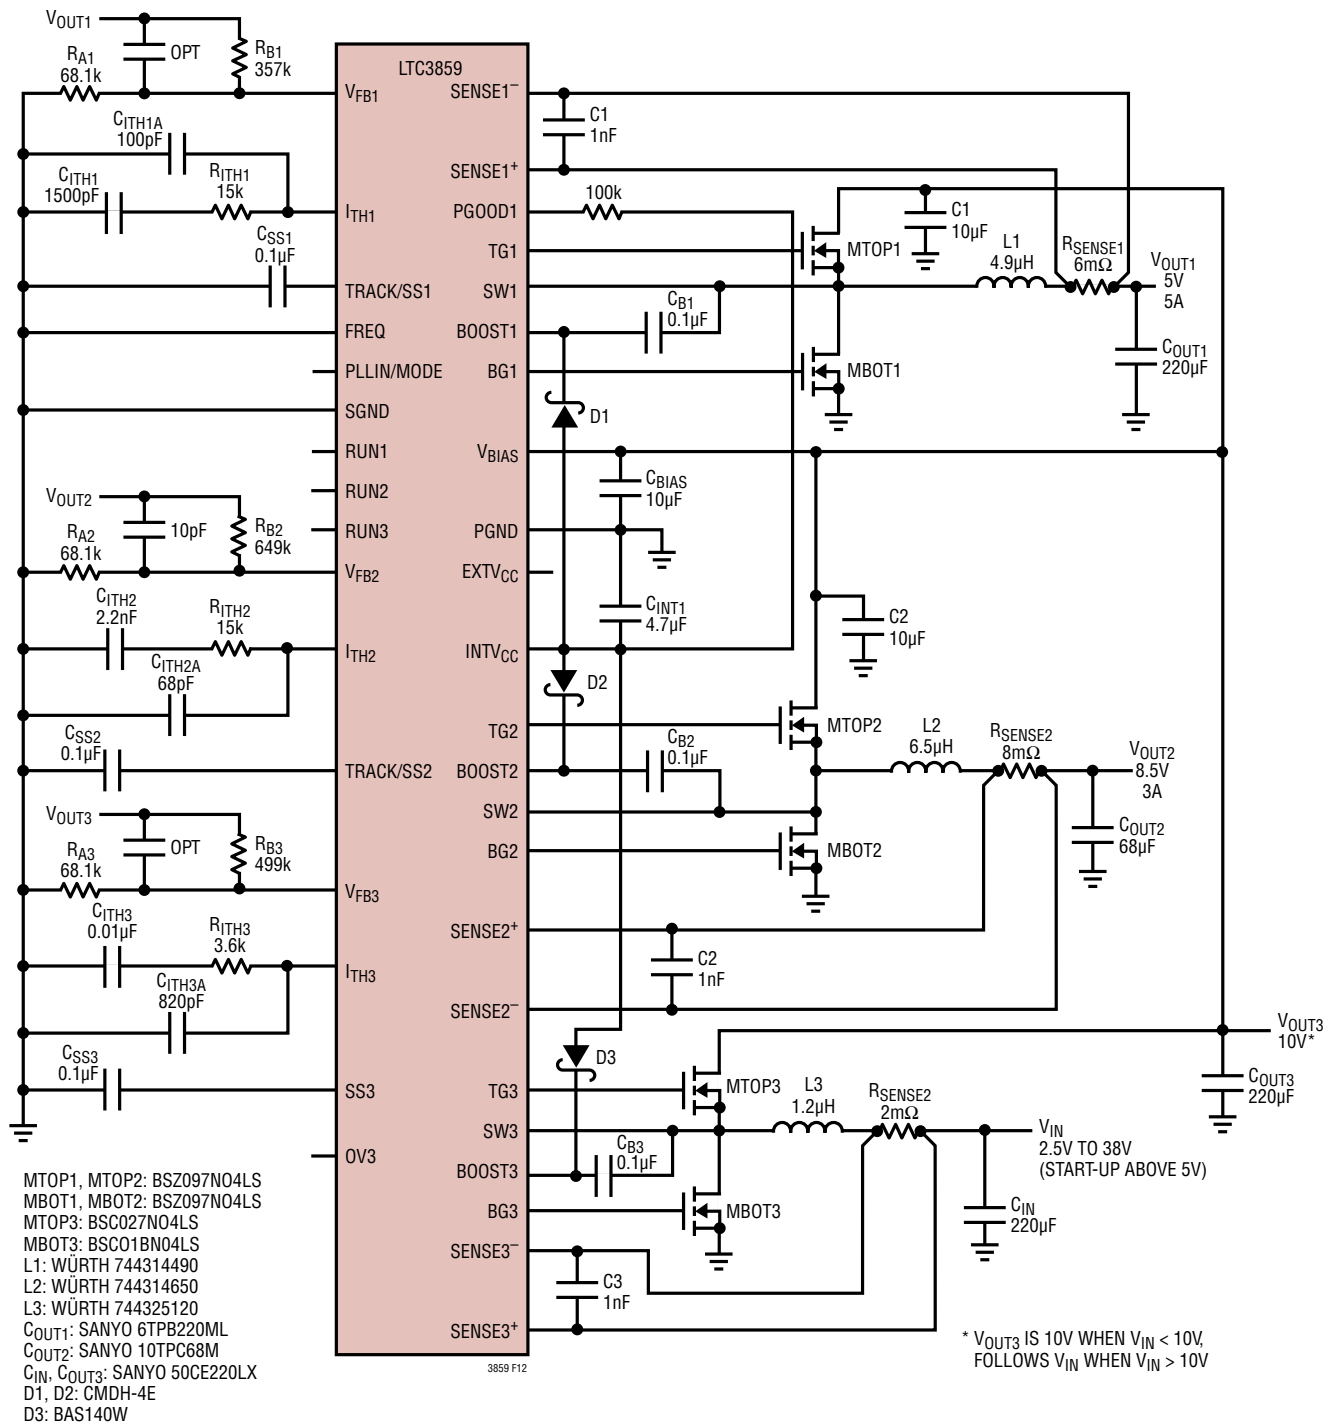 VOUT1
OPT
RB1
357k
RA1
68.1k
VFB1
CITH1A
100pF
CITH1
1500pF
RITH1
15k
ITH1
CSS1
0.1µF
TRACK/SS1
FREQ
PLLIN/MODE
SGND
RUN1
RUN2
RUN3
VOUT2
10pF
RB2
649k
RA2
68.1k
VFB2
CITH2
2.2nF
RITH2
15k
ITH2
CITH2A
68pF
CSS2
0.1µF
TRACK/SS2
VOUT3
OPT
RB3
499k
RA3
68.1k
VFB3
CITH3
0.01µF
RITH3
3.6k
ITH3
CITH3A
820pF
CSS3
0.1µF
SS3
OV3
LTC3859
SENSE1–
C1
1nF
SENSE1+
PGOOD1
100k
TG1
MTOP1
C1
10µF
L1
4.9µH
RSENSE1
6mΩ
VOUT1
5V
5A
COUT1
220µF
SW1
CB1
0.1µF
BOOST1
BG1
MBOT1
D1
VBIAS
CBIAS
10µF
PGND
EXTVCC
CINT1
4.7µF
INTVCC
C2
10µF
D2
TG2
MTOP2
CB2
0.1µF
L2
6.5µH
RSENSE2
8mΩ
VOUT2
8.5V
3A
COUT2
68µF
BOOST2
SW2
BG2
MBOT2
SENSE2+
C2
1nF
SENSE2–
D3
VOUT3
10V*
COUT3
220µF
TG3
MTOP3
L3
1.2µH
RSENSE2
2mΩ
VIN
2.5V TO 38V
(START-UP ABOVE 5V)
CIN
220µF
SW3
CB3
0.1µF
BOOST3
BG3
MBOT3
SENSE3–
C3
1nF
SENSE3+
MTOP1, MTOP2: BSZ097NO4LS
MBOT1, MBOT2: BSZ097NO4LS
MTOP3: BSC027NO4LS
MBOT3: BSCO1BN04LS
L1: WÜRTH 744314490
L2: WÜRTH 744314650
L3: WÜRTH 744325120
COUT1: SANYO 6TPB220ML
COUT2: SANYO 10TPC68M
CIN, COUT3: SANYO 50CE220LX
D1, D2: CMDH-4E
D3: BAS140W
3859 F12
* VOUT3 IS 10V WHEN VIN < 10V,
FOLLOWS VIN WHEN VIN > 10V